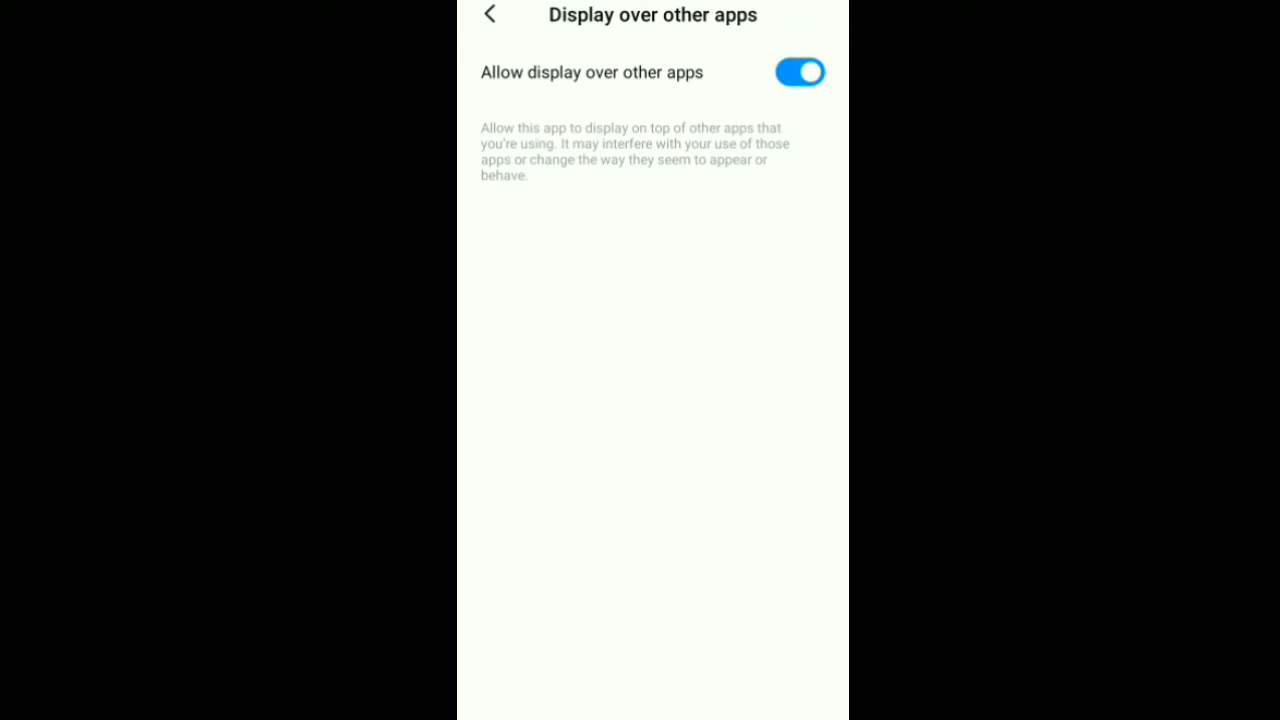 Display over other apps
Allow display over other apps
Allow this app to display on top of other apps that
you're using. It may interfere with your use of those
apps or change the way they seem to appear or
behave.